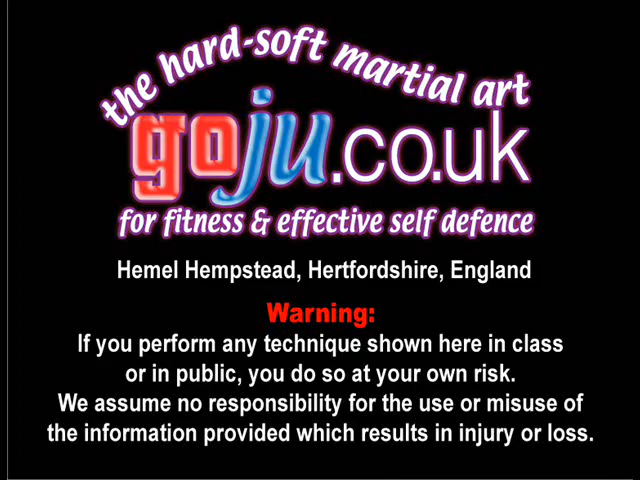 the hard-soft martial art
goju.co.uk
for fitness & effective self defence
Hemel Hempstead, Hertfordshire, England
Warning:
If you perform any technique shown here in class
or in public, you do so at your own risk.
We assume no responsibility for the use or misuse of
the information provided which results in injury or loss.